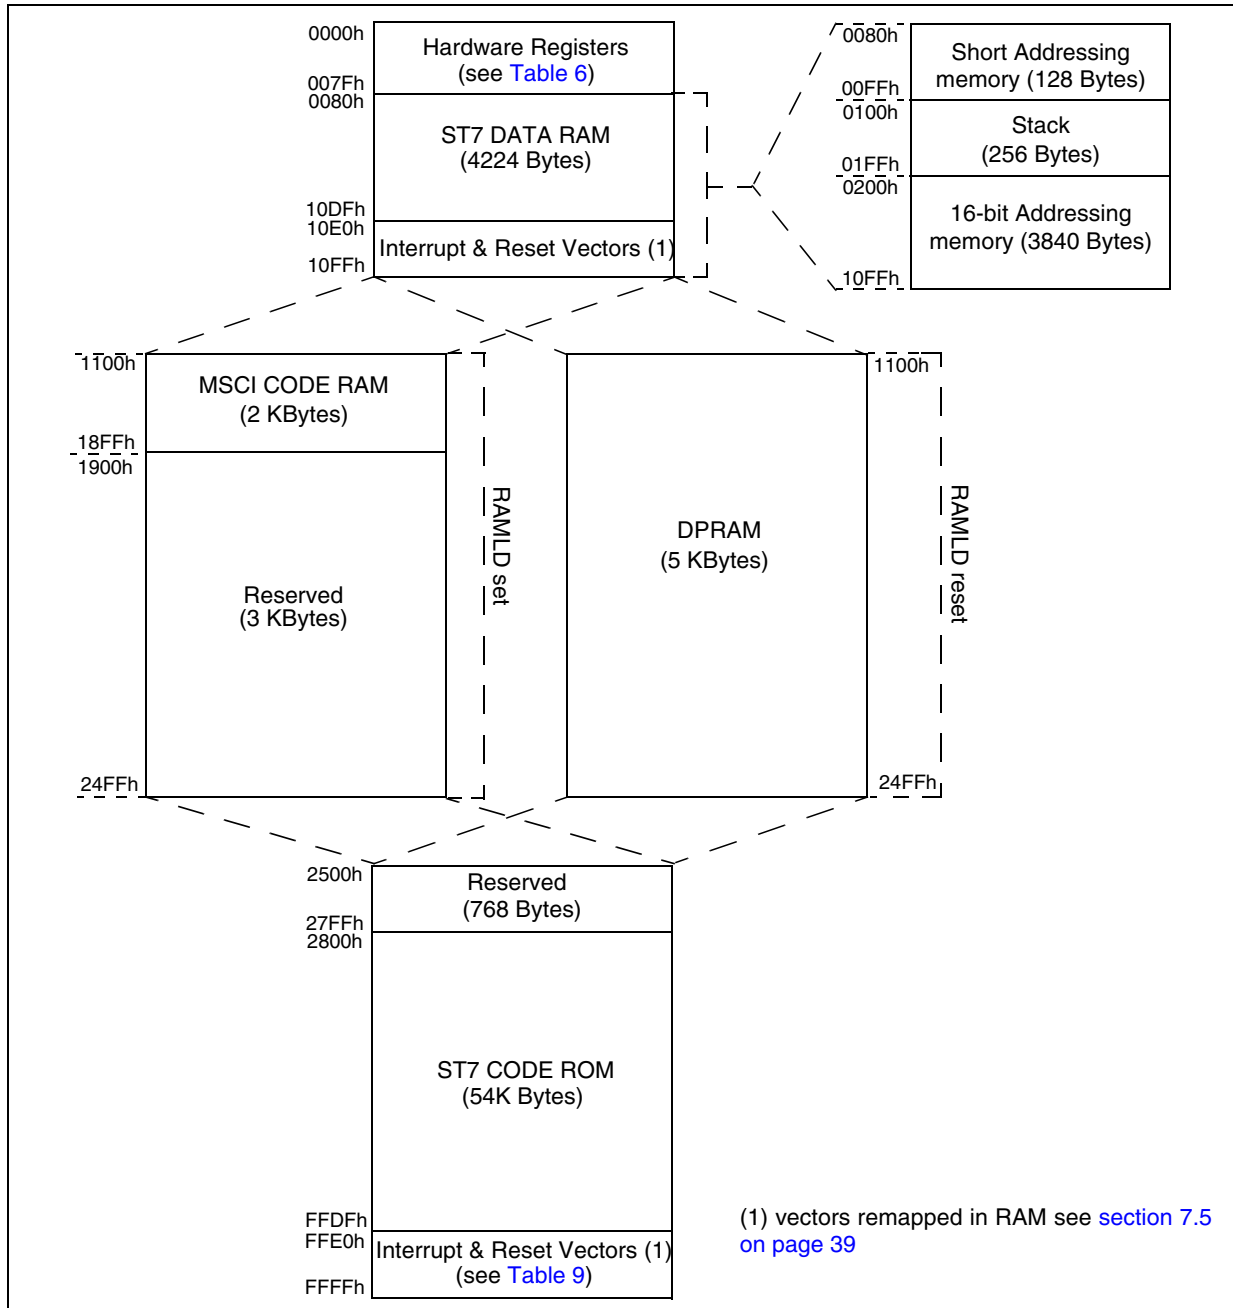 0000h
Hardware Registers
(see Table 6)
007Fh
0080h
ST7 DATA RAM
(4224 Bytes)
10DFh
10E0h
Interrupt & Reset Vectors (1)
10FFh
0080h
Short Addressing
memory (128 Bytes)
00FFh
0100h
Stack
(256 Bytes)
01FFh
0200h
16-bit Addressing
memory (3840 Bytes)
10FFh
1100h
MSCI CODE RAM
(2 KBytes)
18FFh
1900h
Reserved
(3 KBytes)
24FFh
RAMLD set
DPRAM
(5 KBytes)
1100h
RAMLD reset
24FFh
2500h
Reserved
(768 Bytes)
27FFh
2800h
ST7 CODE ROM
(54K Bytes)
FFDFh
FFE0h
Interrupt & Reset Vectors (1)
(see Table 9)
FFFFh
(1) vectors remapped in RAM see section 7.5
on page 39